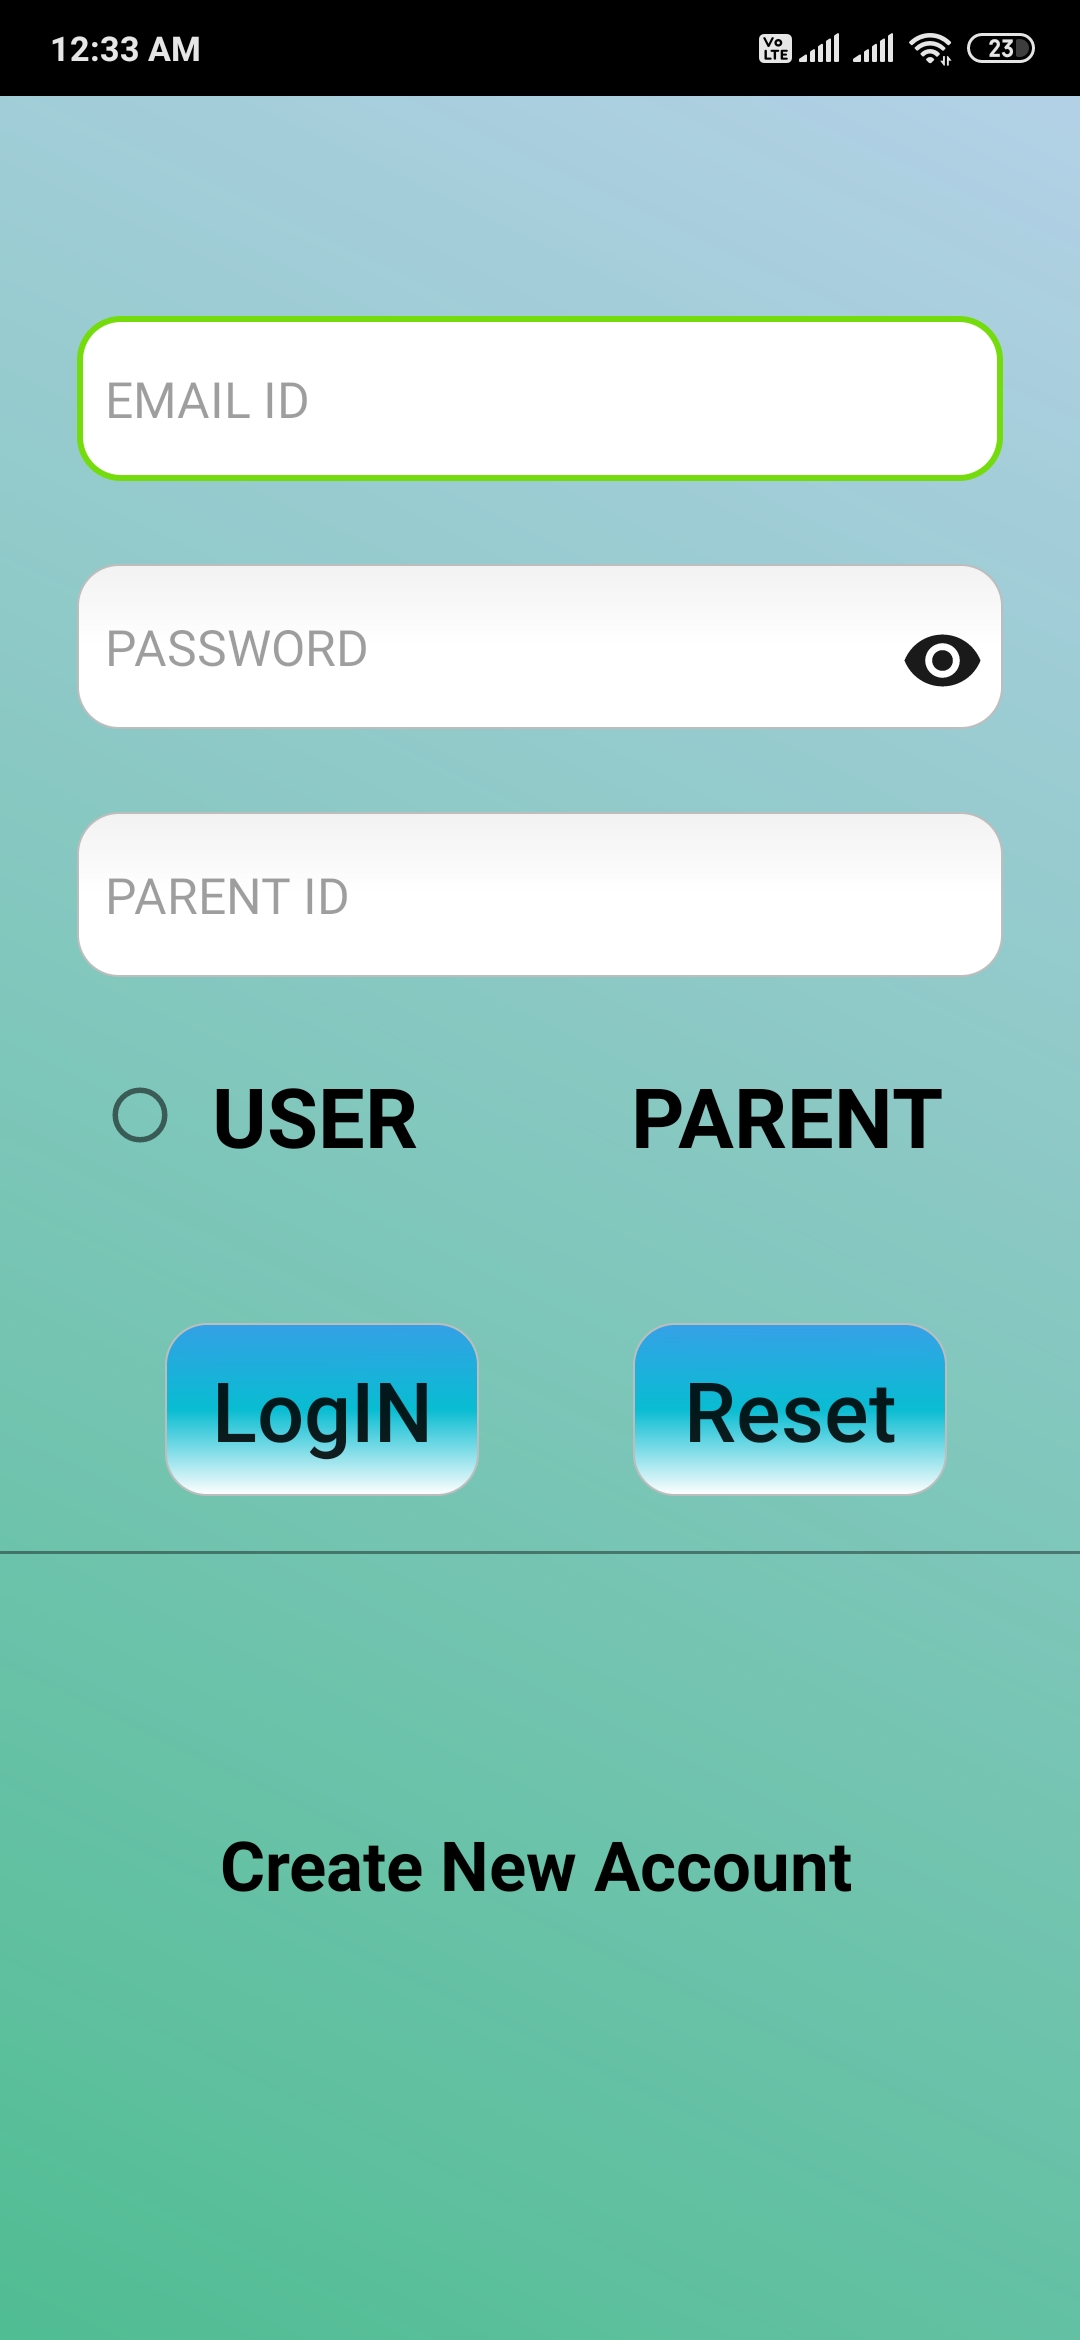 12:33 AM
Vo LTE
23
EMAIL ID
PASSWORD
PARENT ID
USER PARENT
LogIN Reset
Create New Account